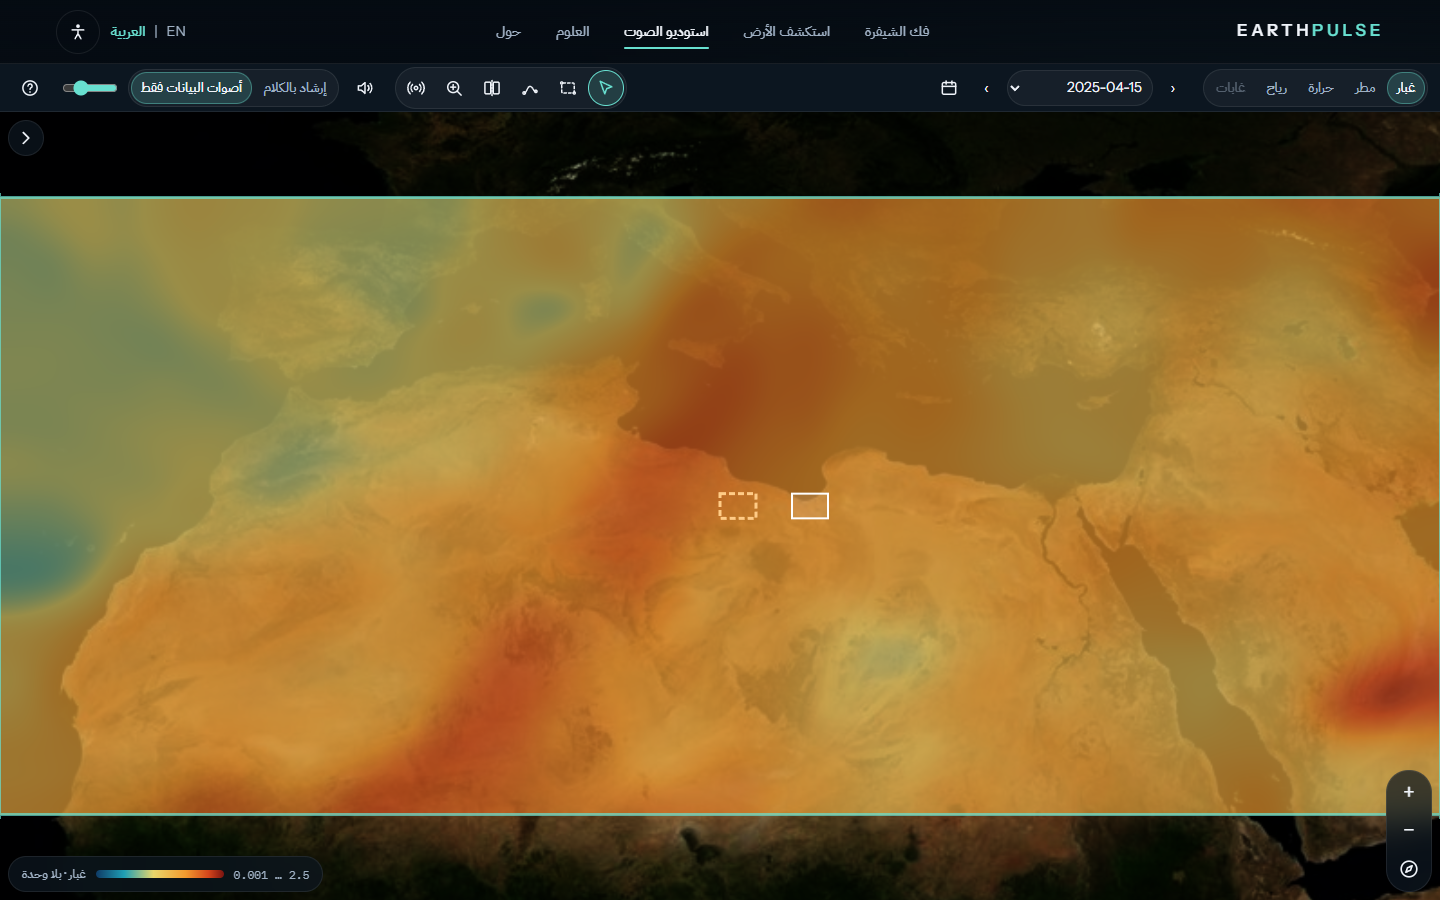 EARTHPULSE
فك الشيفرة
استكشف الأرض
استوديو الصوت
العلوم
حول
العربية | EN
غبار
مطر
حرارة
رياح
غابات
2025-04-15
إرشاد بالكلام
أصوات البيانات فقط
غبار · بلا وحدة
0.001 … 2.5